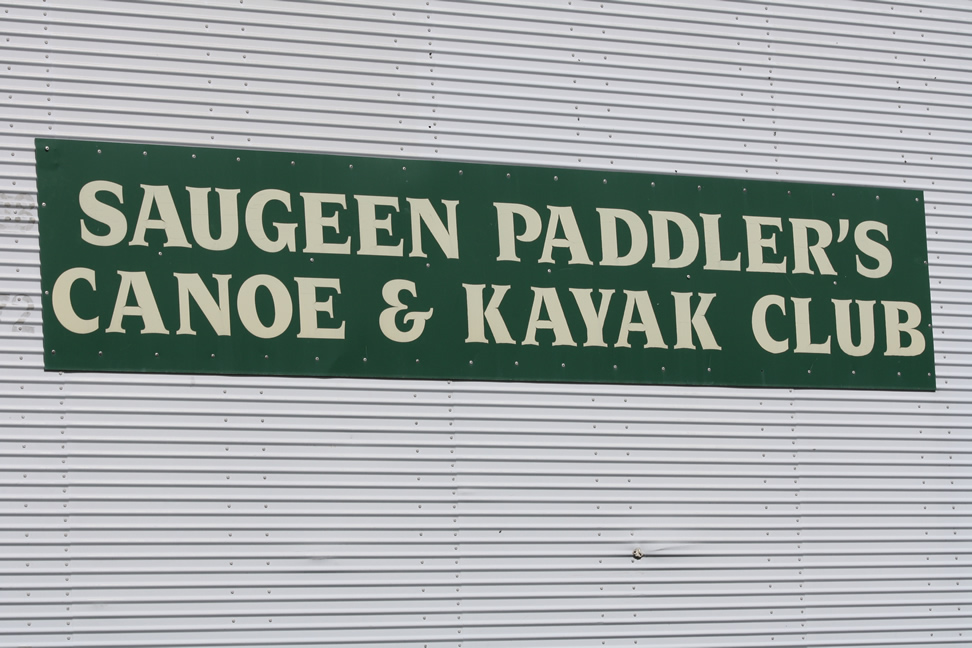 SAUGEEN PADDLER'S
CANOE & KAYAK CLUB